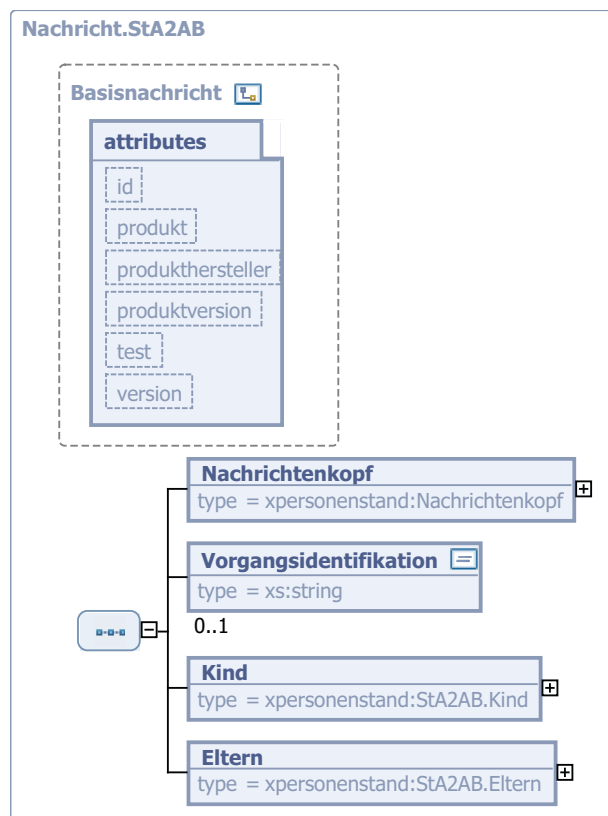 Nachricht.StA2AB
Basisnachricht
attributes
id
produkt
produkthersteller
produktversion
test
version
Nachrichtenkopf
type = xpersonenstand:Nachrichtenkopf
Vorgangsidentifikation
type = xs:string
0..1
Kind
type = xpersonenstand:StA2AB.Kind
Eltern
type = xpersonenstand:StA2AB.Eltern